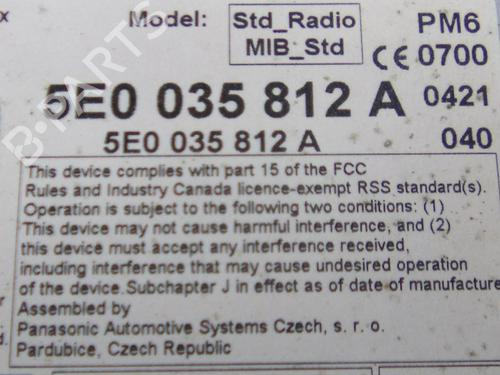 x
Model:
Std_Radio
MIB_Std
PM6
CE 0700
5E0 035 812 A
0421
5E0 035 812 A
040
This device complies with part 15 of the FCC
Rules and Industry Canada licence-exempt RSS standard(s).
Operation is subject to the following two conditions: (1)
This device may not cause harmful interference, and (2)
this device must accept any interference received,
including interference that may cause undesired operation
of the device.Subchapter J in effect as of date of manufacture
Assembled by
Panasonic Automotive Systems Czech, s. r. o.
Pardubice, Czech Republic
B-PARTS